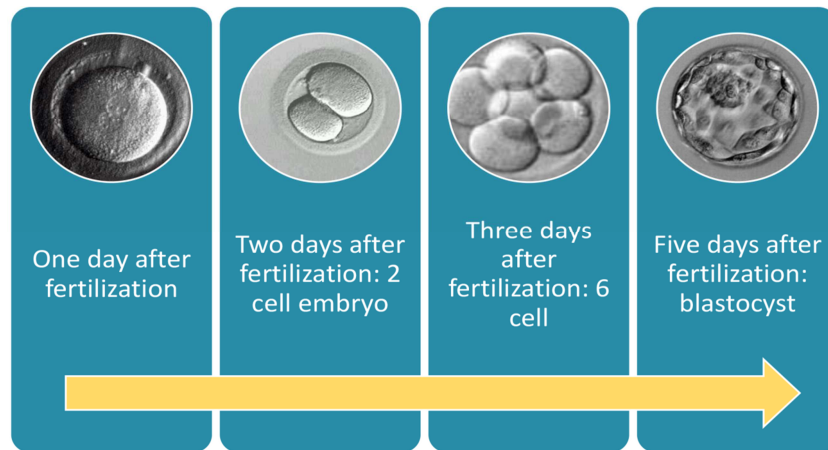 One day after
fertilization
Two days after
fertilization: 2
cell embryo
Three days
after
fertilization: 6
cell
Five days after
fertilization:
blastocyst